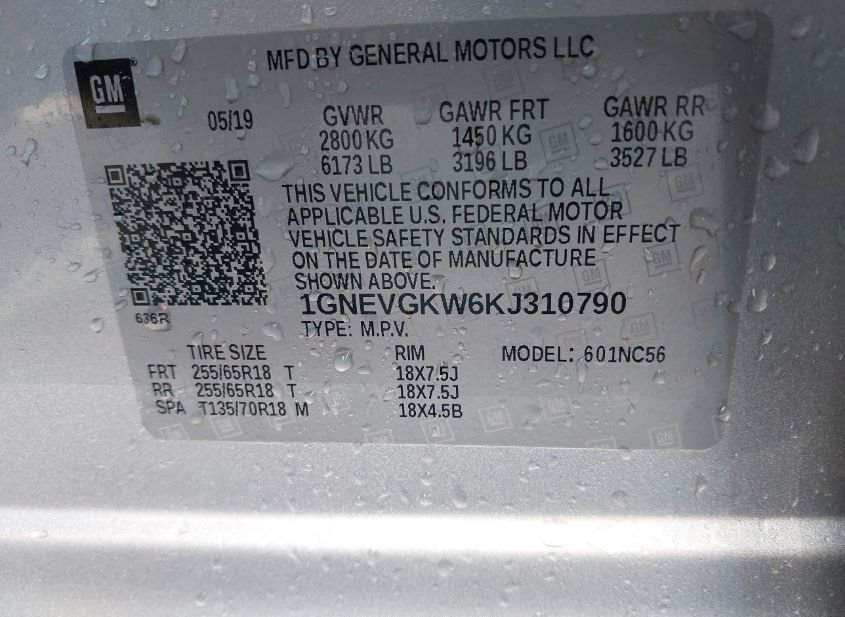 MFD BY GENERAL MOTORS LLC
GM
05/19 GVWR GAWR FRT GAWR RR
2800 KG 1450 KG 1600 KG
6173 LB 3196 LB 3527 LB
THIS VEHICLE CONFORMS TO ALL
APPLICABLE U.S. FEDERAL MOTOR
VEHICLE SAFETY STANDARDS IN EFFECT
ON THE DATE OF MANUFACTURE
SHOWN ABOVE.
1GNEVGKW6KJ310790
636R
TYPE: M.P.V.
TIRE SIZE RIM MODEL: 601NC56
FRT 255/65R18 T 18X7.5J
RR 255/65R18 T 18X7.5J
SPA T135/70R18 M 18X4.5B